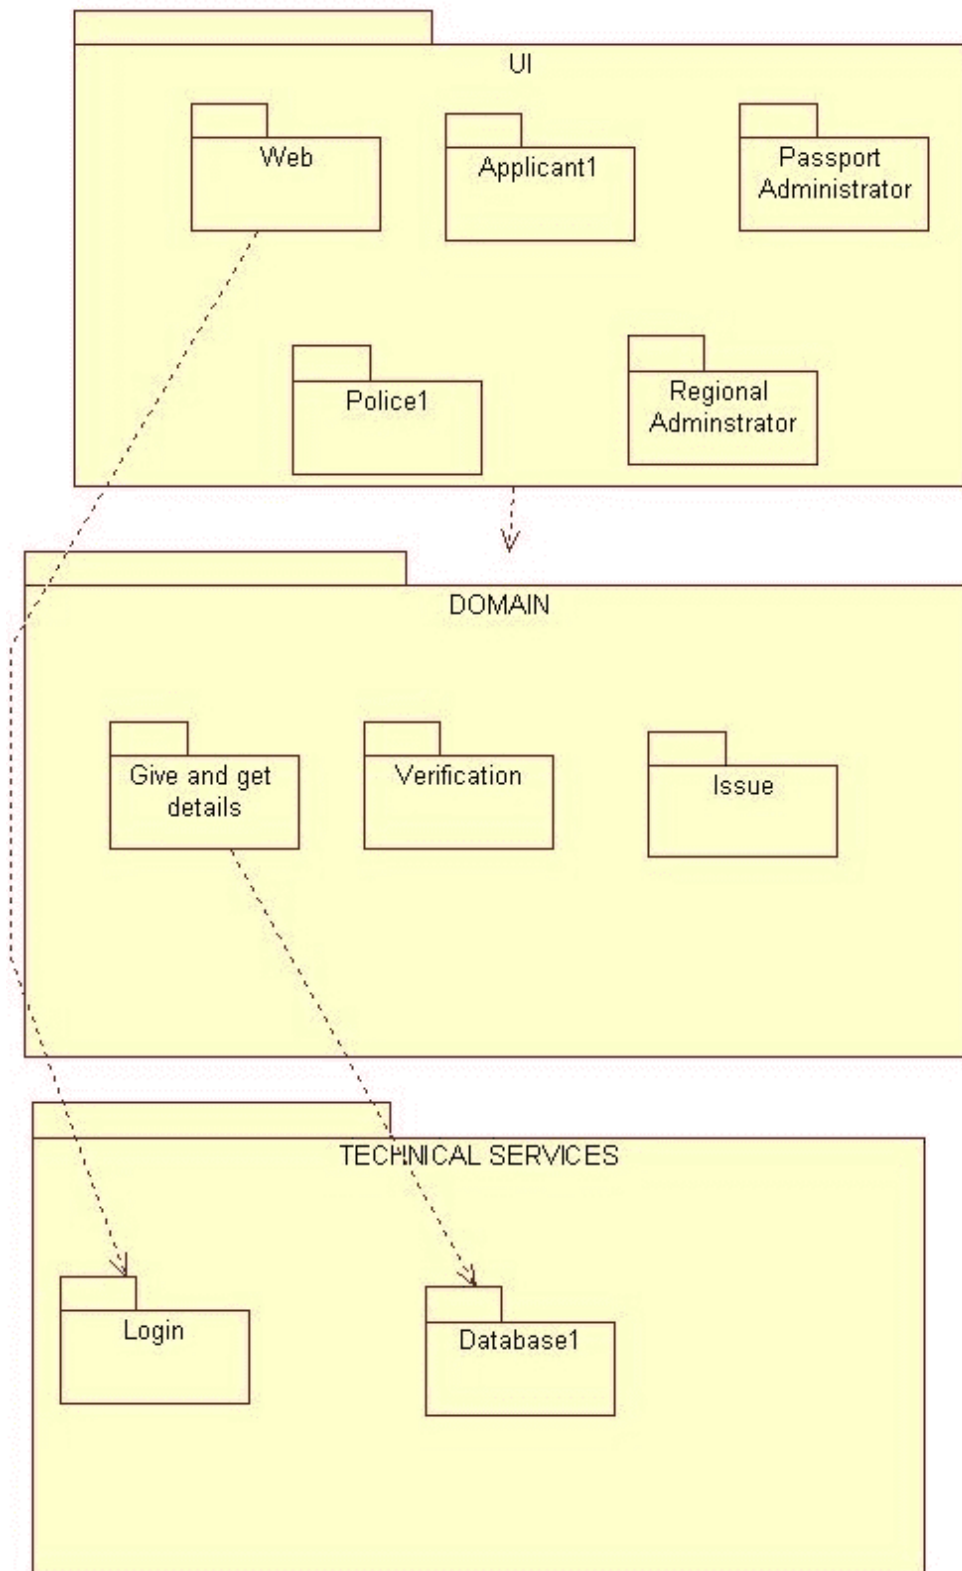 UI
Web
Applicant1
Passport
Administrator
Police1
Regional
Adminstrator
DOMAIN
Give and get
details
Verification
Issue
TECHNICAL SERVICES
Login
Database1